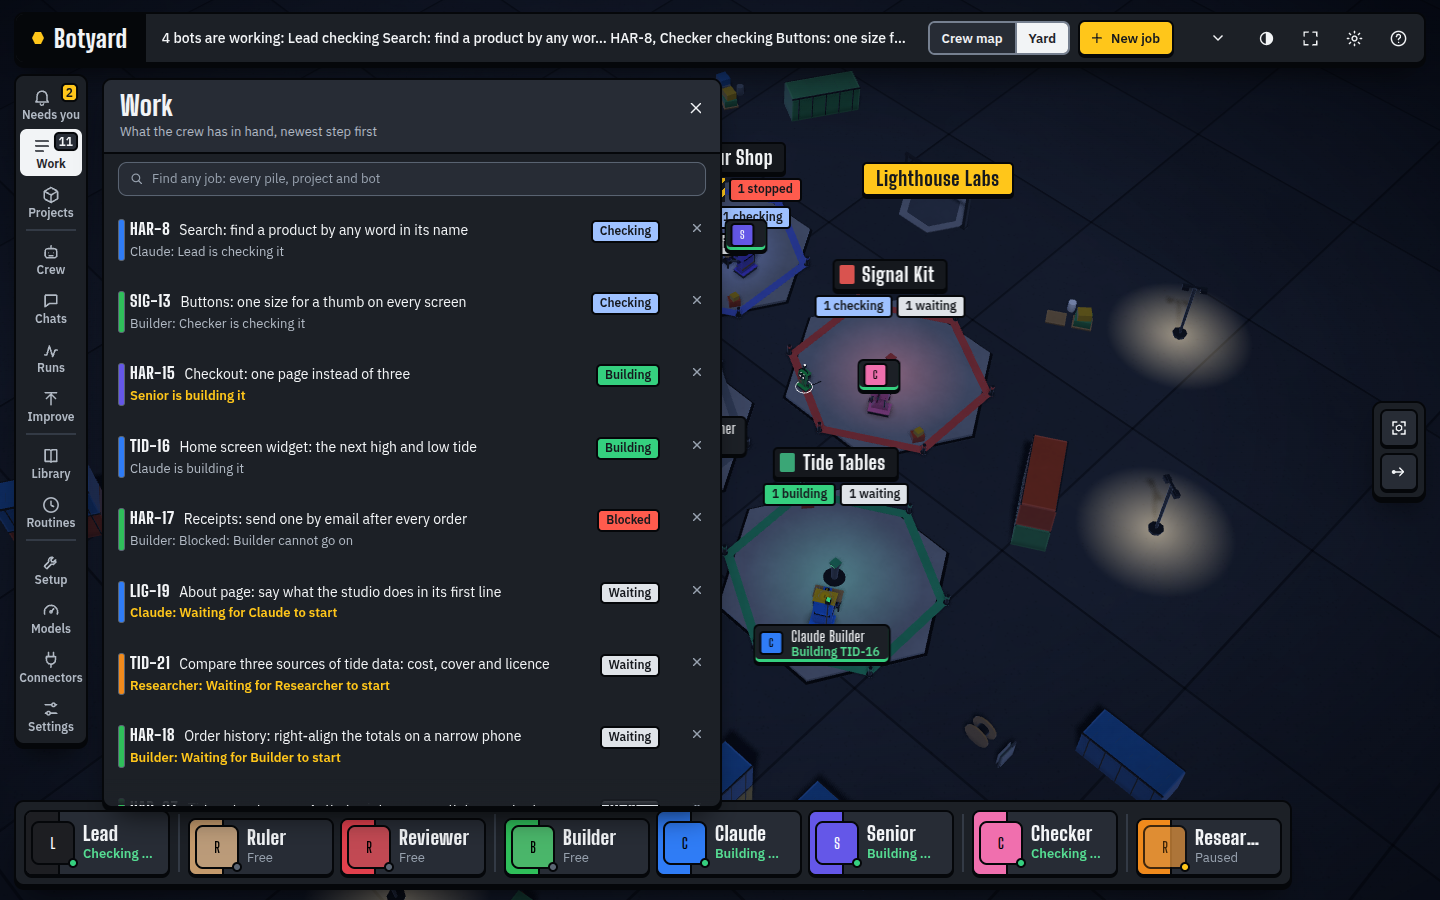 Botyard
4 bots are working: Lead checking Search: find a product by any wor... HAR-8, Checker checking Buttons: one size f...
Crew map
Yard
+ New job
Needs you
2
Work
11
Projects
Crew
Chats
Runs
Improve
Library
Routines
Setup
Models
Connectors
Settings
Work
What the crew has in hand, newest step first
Find any job: every pile, project and bot
HAR-8 Search: find a product by any word in its name
Checking
Claude: Lead is checking it
SIG-13 Buttons: one size for a thumb on every screen
Checking
Builder: Checker is checking it
HAR-15 Checkout: one page instead of three
Building
Senior is building it
TID-16 Home screen widget: the next high and low tide
Building
Claude is building it
HAR-17 Receipts: send one by email after every order
Blocked
Builder: Blocked: Builder cannot go on
LIG-19 About page: say what the studio does in its first line
Waiting
Claude: Waiting for Claude to start
TID-21 Compare three sources of tide data: cost, cover and licence
Waiting
Researcher: Waiting for Researcher to start
HAR-18 Order history: right-align the totals on a narrow phone
Waiting
Builder: Waiting for Builder to start
Shop
1 stopped
1 checking
S
Lighthouse Labs
Signal Kit
1 checking
1 waiting
C
Tide Tables
1 building
1 waiting
C
Claude Builder
Building TID-16
L
Lead
Checking ...
R
Ruler
Free
R
Reviewer
Free
B
Builder
Free
C
Claude
Building ...
S
Senior
Building ...
C
Checker
Checking ...
R
Resear...
Paused